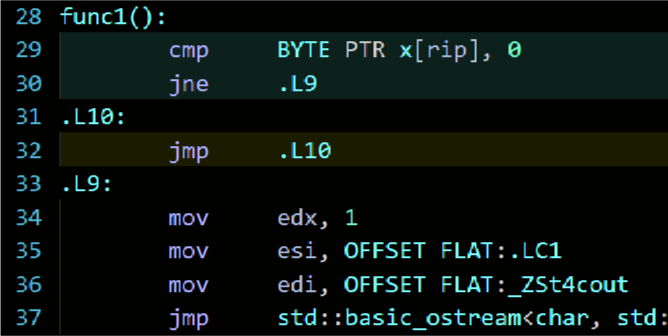 28 func1():
29 cmp BYTE PTR x[rip], 0
30 jne .L9
31 .L10:
32 jmp .L10
33 .L9:
34 mov edx, 1
35 mov esi, OFFSET FLAT:.LC1
36 mov edi, OFFSET FLAT:_ZSt4cout
37 jmp std::basic_ostream<char, std: